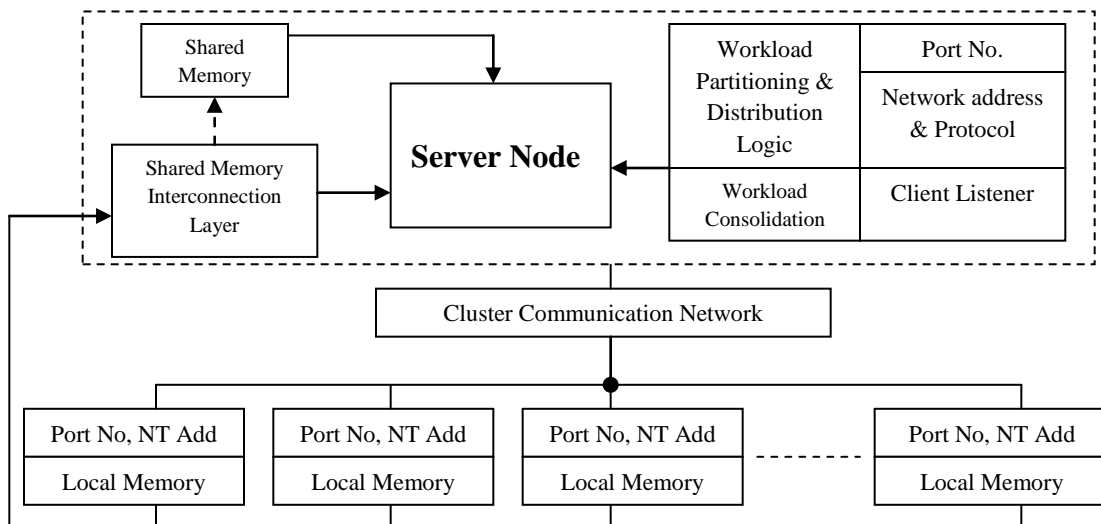 Shared
Memory
Shared Memory
Interconnection
Layer
Server Node
Workload
Partitioning &
Distribution
Logic
Port No.
Network address
& Protocol
Workload
Consolidation
Client Listener
Cluster Communication Network
Port No, NT Add
Local Memory
Port No, NT Add
Local Memory
Port No, NT Add
Local Memory
Port No, NT Add
Local Memory